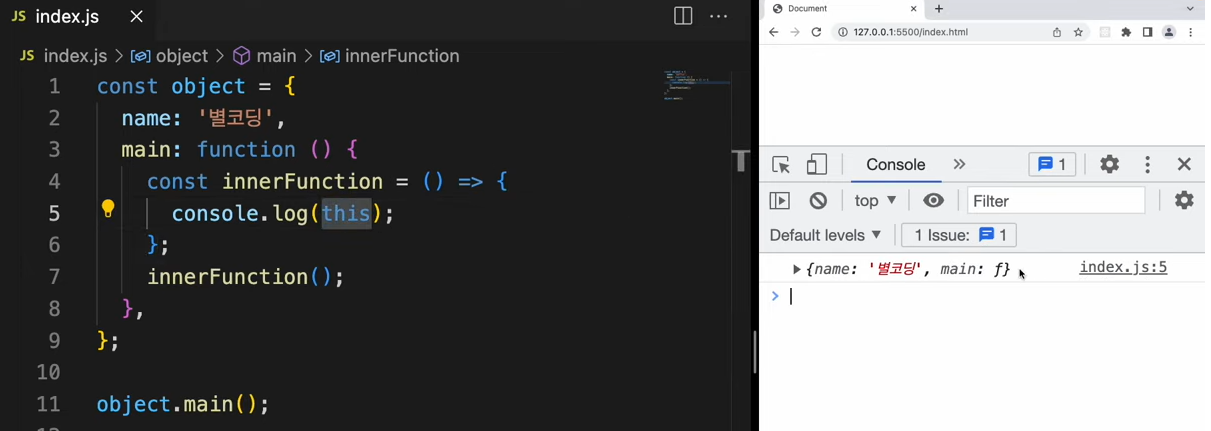 JS index.js
JS index.js > object > main > innerFunction
1 const object = {
2 name: '별코딩',
3 main: function () {
4 const innerFunction = () => {
5 console.log(this);
6 };
7 innerFunction();
8 },
9 };
10
11 object.main();
Document
127.0.0.1:5500/index.html
Console 1
top Filter
Default levels 1 Issue: 1
{name: '별코딩', main: ƒ} index.js:5